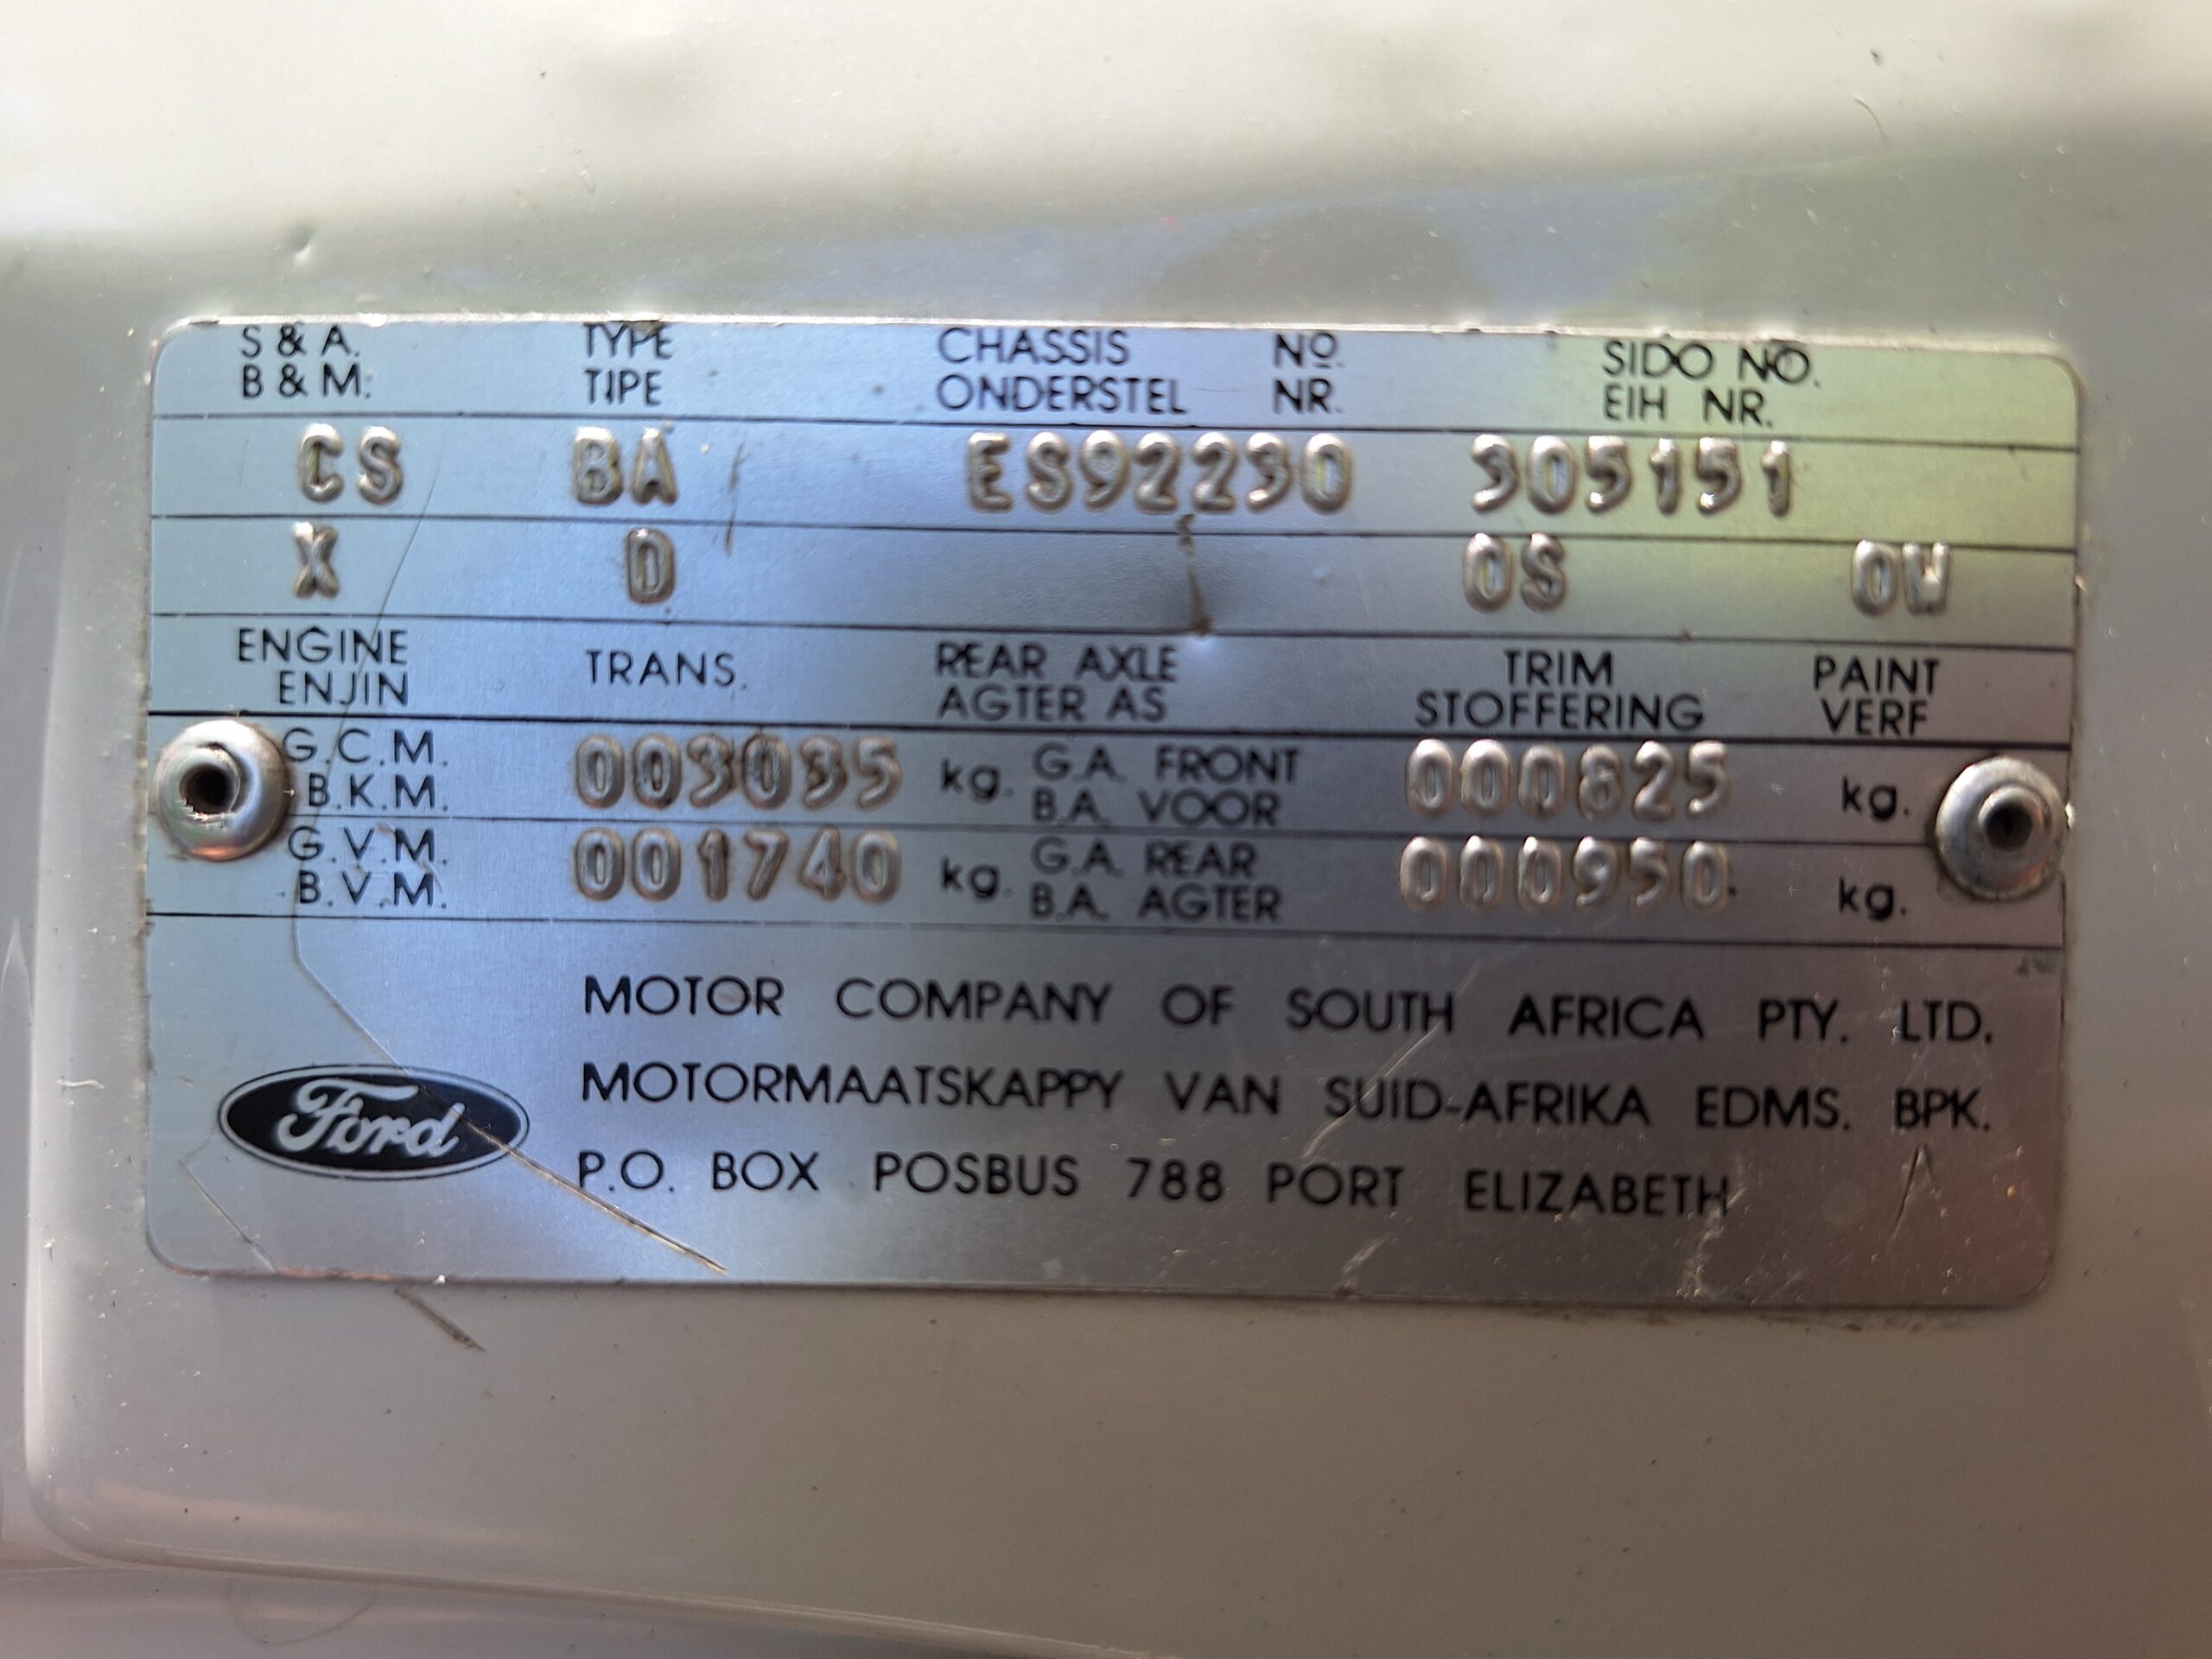 S & A. TYPE CHASSIS Nº. SIDO NO.
B & M. TIPE ONDERSTEL NR. EIH NR.
CS BA ES92230 305151
X D OS OW
ENGINE TRANS. REAR AXLE TRIM PAINT
ENJIN AGTER AS STOFFERING VERF
G.C.M. 003035 kg. G.A. FRONT 000825 kg.
B.K.M. B.A. VOOR
G.V.M. 001740 kg. G.A. REAR 000950 kg.
B.V.M. B.A. AGTER
MOTOR COMPANY OF SOUTH AFRICA PTY. LTD.
Ford MOTORMAATSKAPPY VAN SUID-AFRIKA EDMS. BPK.
P.O. BOX POSBUS 788 PORT ELIZABETH